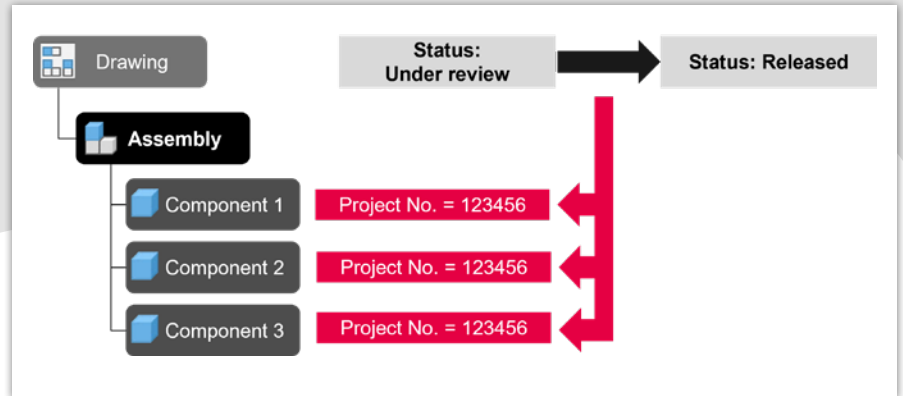 Drawing
Status:
Under review
Status: Released
Assembly
Component 1
Project No. = 123456
Component 2
Project No. = 123456
Component 3
Project No. = 123456